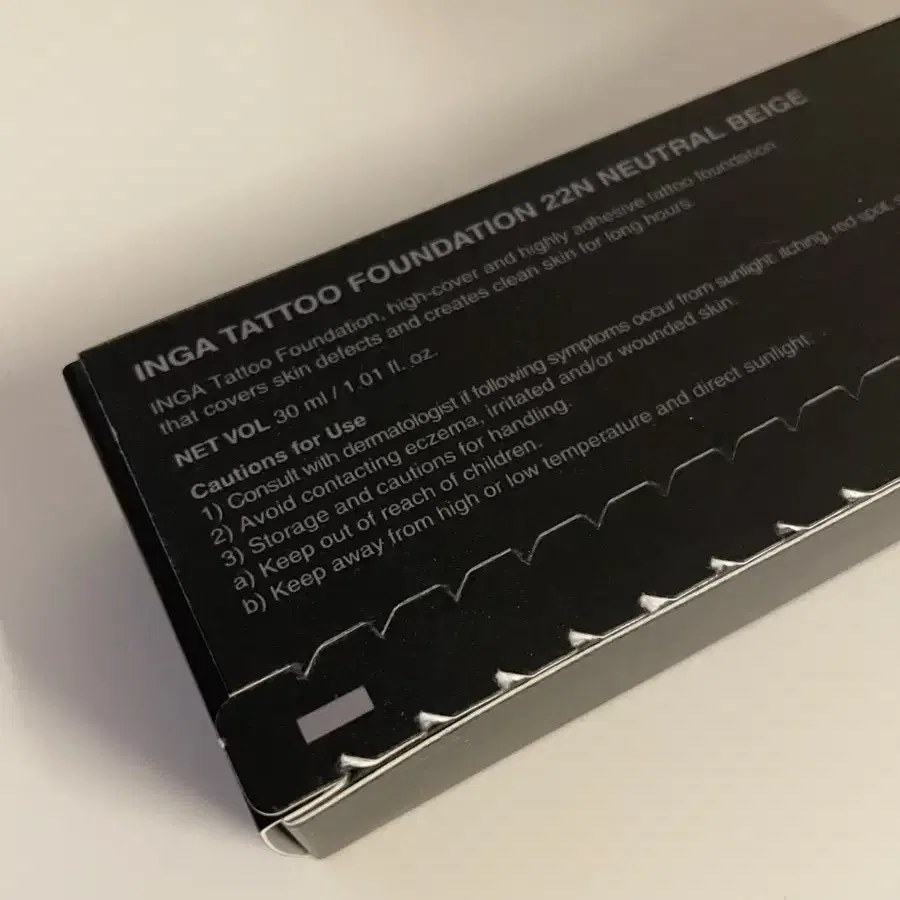 INGA TATTOO FOUNDATION 22N NEUTRAL BEIGE
INGA Tattoo Foundation, high-cover and highly adhesive tattoo foundation
that covers skin defects and creates clean skin for long hours.
NET VOL 30 ml / 1.01 fl. oz.
Cautions for Use
1) Consult with dermatologist if following symptoms occur from sunlight: itching, red spot,
2) Avoid contacting eczema, irritated and/or wounded skin.
3) Storage and cautions for handling.
a) Keep out of reach of children.
b) Keep away from high or low temperature and direct sunlight.